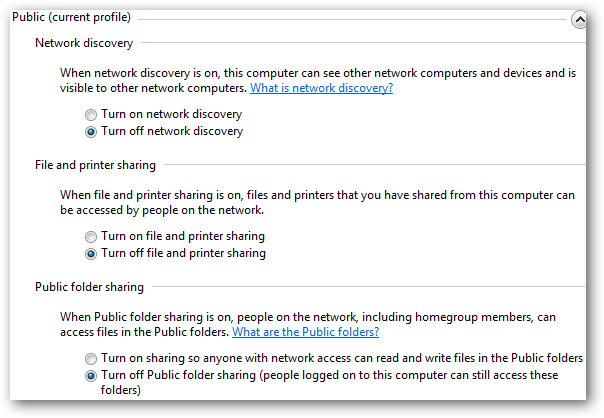 Public (current profile)
Network discovery
When network discovery is on, this computer can see other network computers and devices and is
visible to other network computers. What is network discovery?
Turn on network discovery
Turn off network discovery
File and printer sharing
When file and printer sharing is on, files and printers that you have shared from this computer can
be accessed by people on the network.
Turn on file and printer sharing
Turn off file and printer sharing
Public folder sharing
When Public folder sharing is on, people on the network, including homegroup members, can
access files in the Public folders. What are the Public folders?
Turn on sharing so anyone with network access can read and write files in the Public folders
Turn off Public folder sharing (people logged on to this computer can still access these
folders)